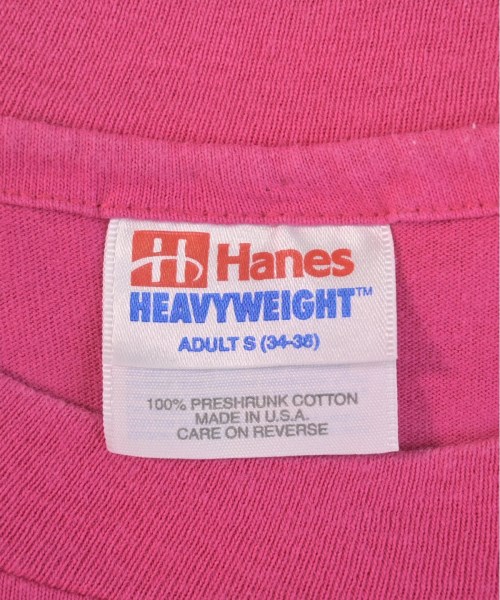 Hanes
HEAVYWEIGHT™
ADULT S (34-36)
100% PRESHRUNK COTTON
MADE IN U.S.A.
CARE ON REVERSE